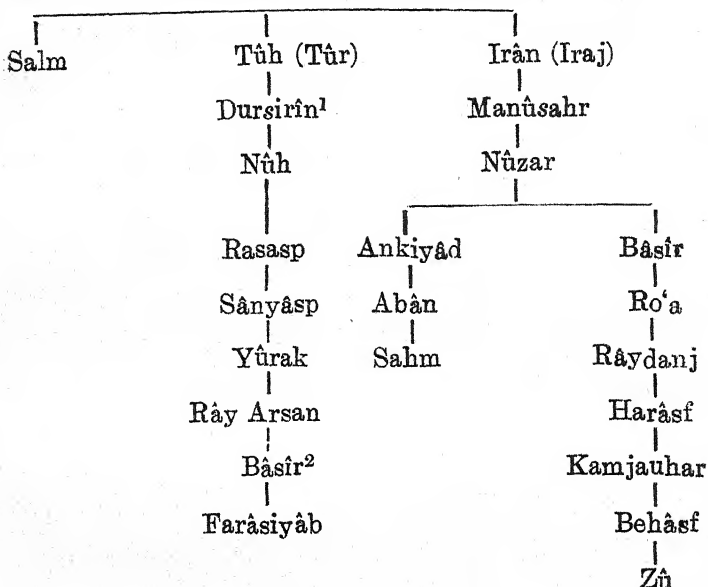 Salm Tûh (Tûr) Irân (Iraj)
Dursirîn¹ Manûsahr
Nûh Nûzar
Rasasp Ankiyâd Bâsîr
Sânyâsp Abân Ro‘a
Yûrak Sahm Râydanj
Rây Arsan Harâsf
Bâsîr² Kamjauhar
Farâsiyâb Behâsf
Zû